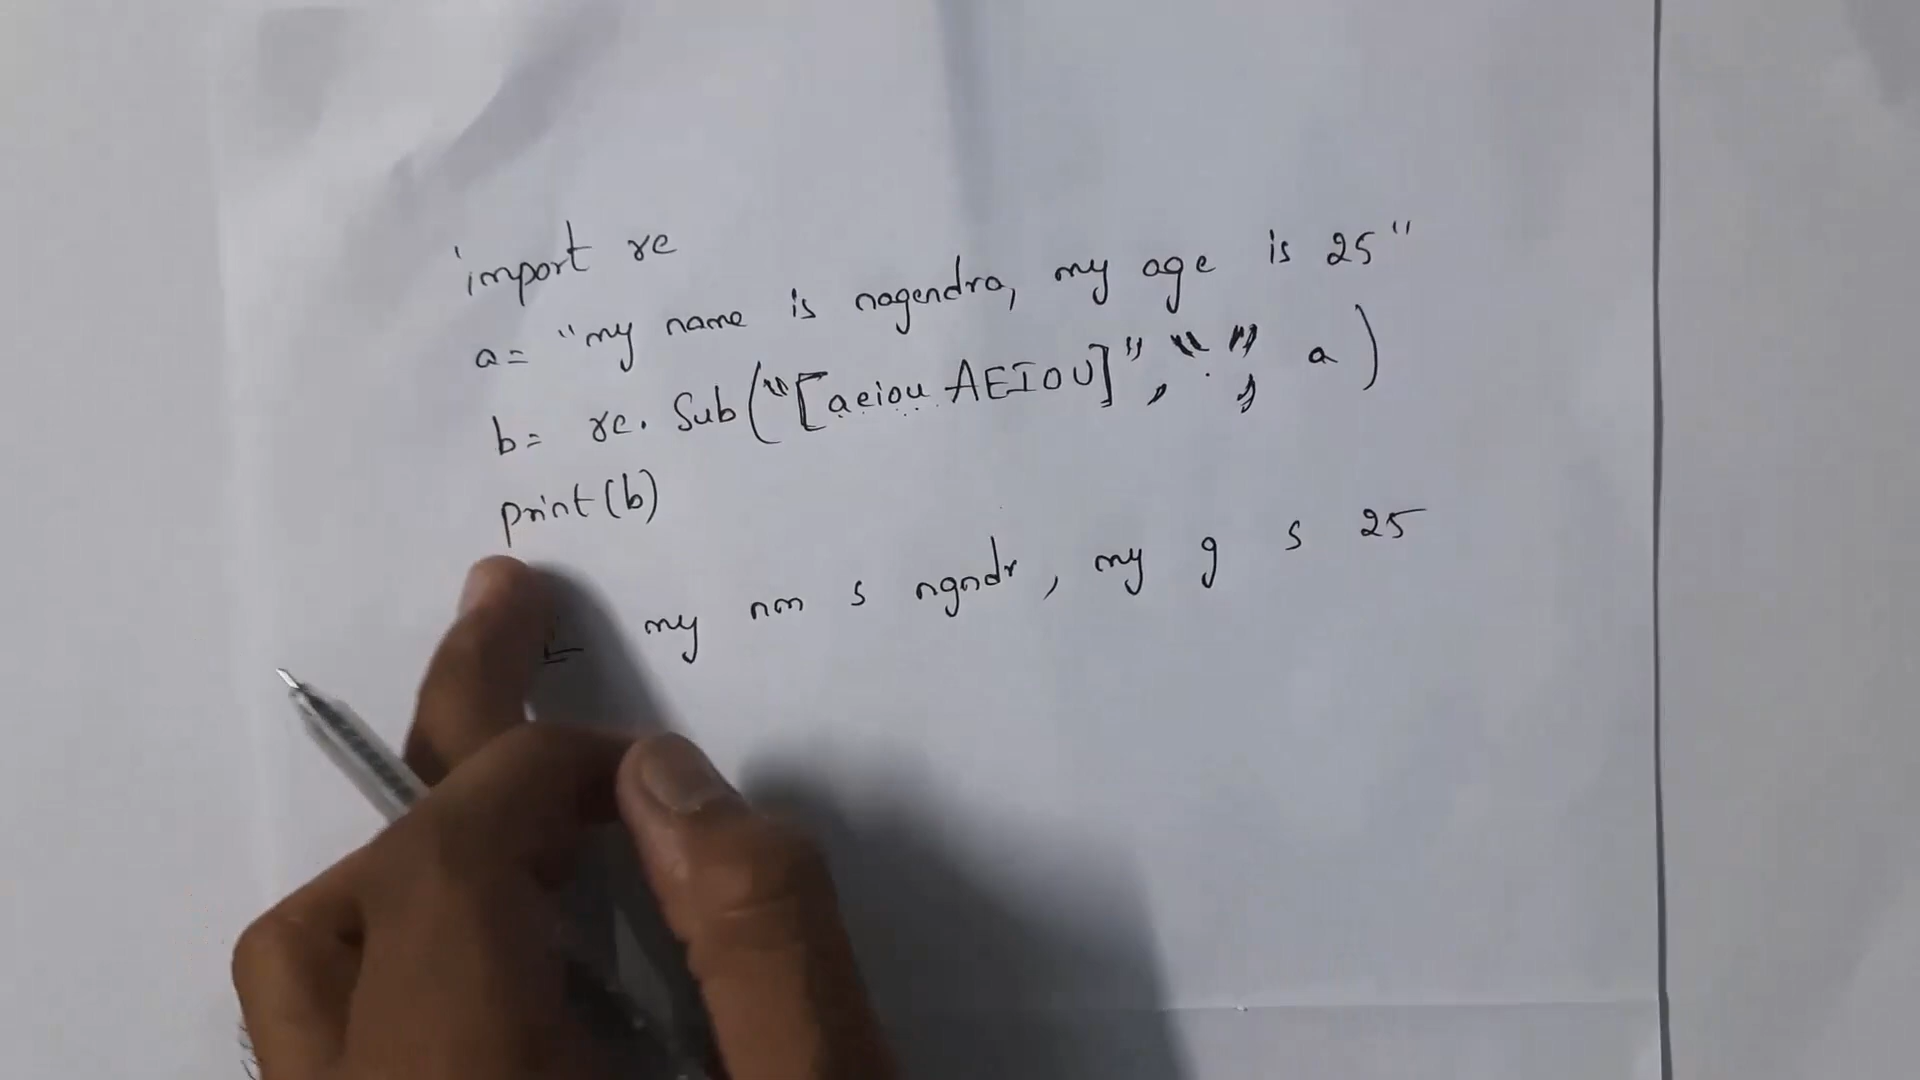 import re
a= "my name is nagendra, my age is 25"
b= re.Sub("[aeiou AEIOU]", "", a)
print(b)
my nm s ngndr, my g s 25